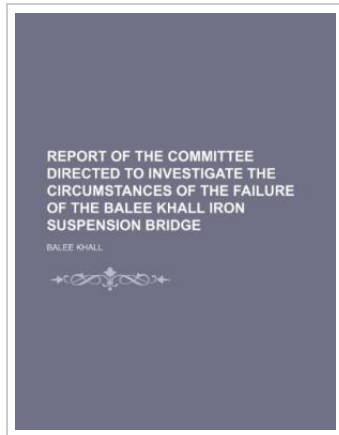 REPORT OF THE COMMITTEE
DIRECTED TO INVESTIGATE THE
CIRCUMSTANCES OF THE FAILURE
OF THE BALEE KHALL IRON
SUSPENSION BRIDGE
BALEE KHALL